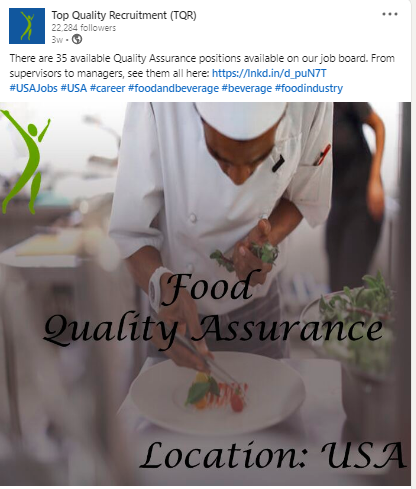 Top Quality Recruitment (TQR)
22,284 followers
3w •
There are 35 available Quality Assurance positions available on our job board. From
supervisors to managers, see them all here: https://lnkd.in/d_puN7T
#USAJobs #USA #career #foodandbeverage #beverage #foodindustry
Food
Quality Assurance
Location: USA